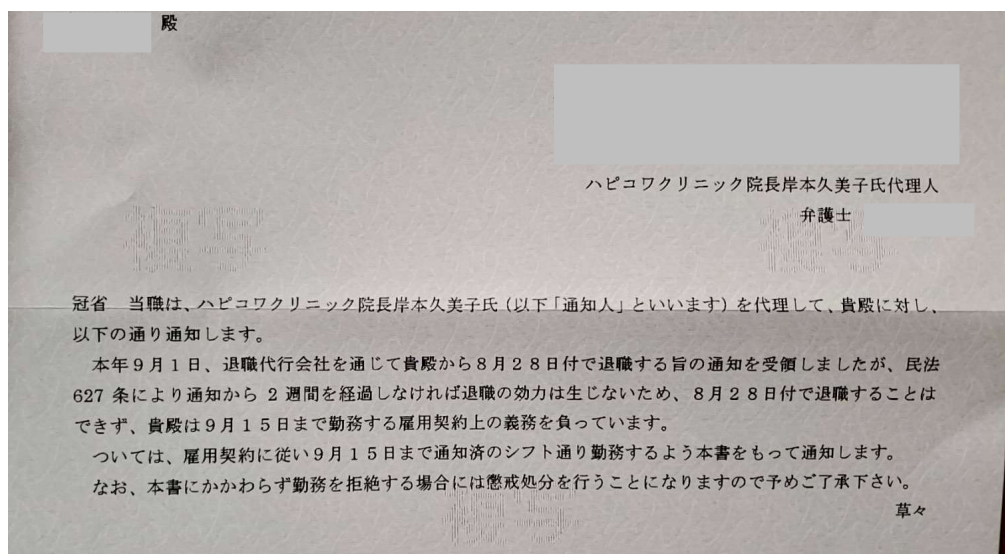 殿
ハピコワクリニック院長岸本久美子氏代理人
弁護士
冠省　当職は、ハピコワクリニック院長岸本久美子氏（以下「通知人」といいます）を代理して、貴殿に対し、
以下の通り通知します。
本年９月１日、退職代行会社を通じて貴殿から８月２８日付で退職する旨の通知を受領しましたが、民法
627 条により通知から 2 週間を経過しなければ退職の効力は生じないため、８月２８日付で退職することは
できず、貴殿は９月１５日まで勤務する雇用契約上の義務を負っています。
ついては、雇用契約に従い９月１５日まで通知済のシフト通り勤務するよう本書をもって通知します。
なお、本書にかかわらず勤務を拒絶する場合には懲戒処分を行うことになりますので予めご了承下さい。
草々